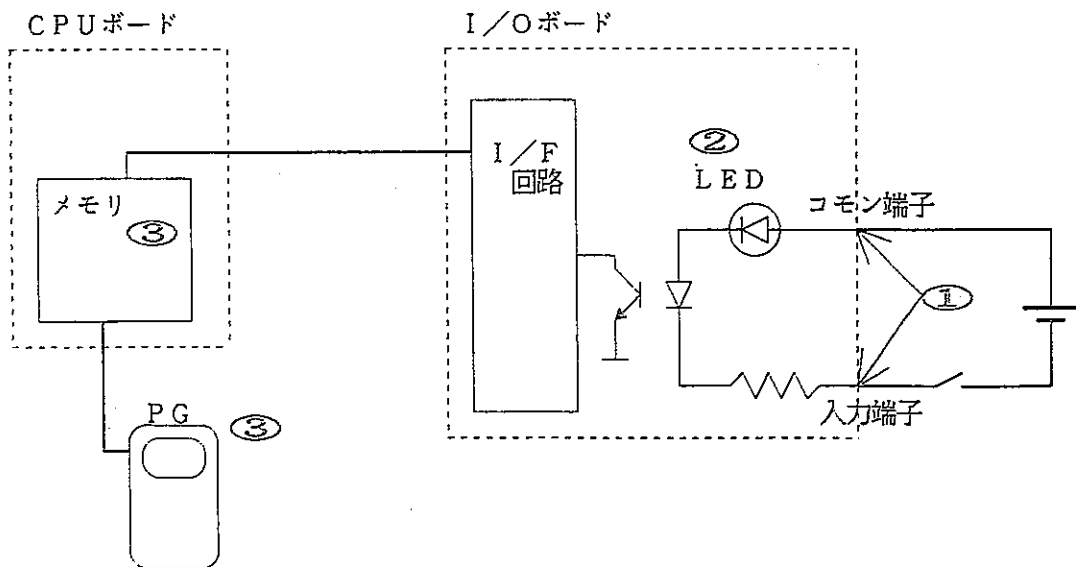 CPUボード
I/Oボード
I/F
回路
②
LED
コモン端子
メモリ
③
①
入力端子
PG
③